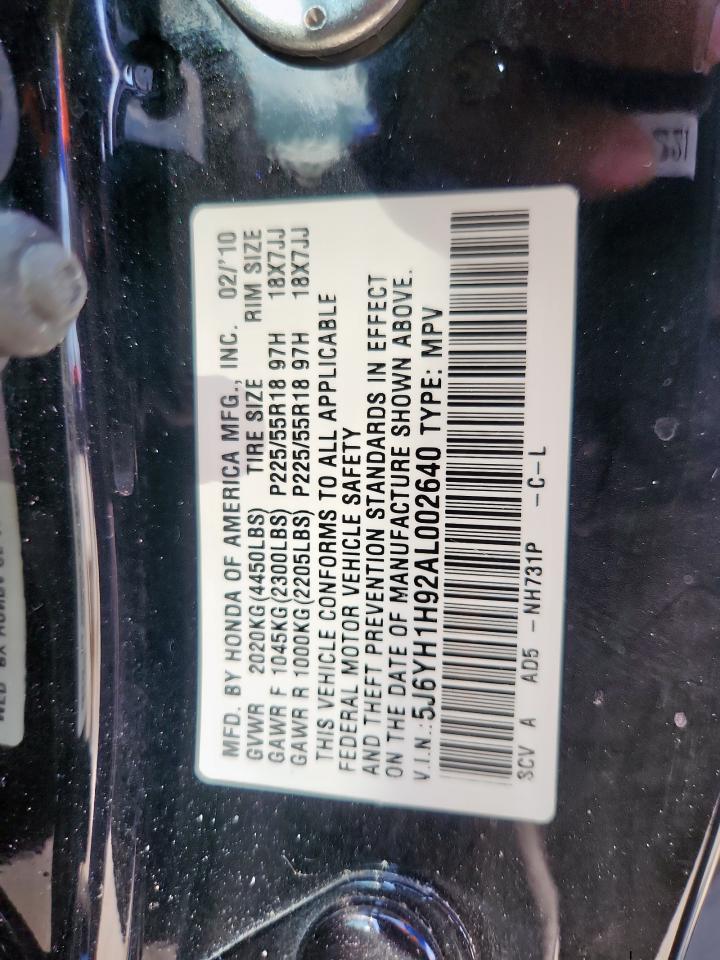 MFD. BY HONDA OF AMERICA MFG., INC. 02/'10
GVWR 2020KG(4450LBS) TIRE SIZE RIM SIZE
GAWR F 1045KG(2300LBS) P225/55R18 97H 18X7JJ
GAWR R 1000KG(2205LBS) P225/55R18 97H 18X7JJ
THIS VEHICLE CONFORMS TO ALL APPLICABLE
FEDERAL MOTOR VEHICLE SAFETY
AND THEFT PREVENTION STANDARDS IN EFFECT
ON THE DATE OF MANUFACTURE SHOWN ABOVE.
V.I.N.:5J6YH1H92AL002640 TYPE: MPV
SCV A AD5 -NH731P -C-L